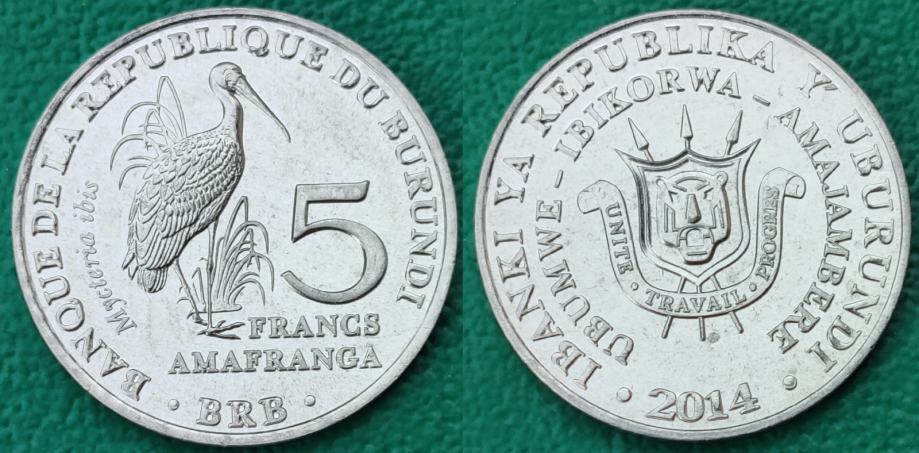 BANQUE DE LA REPUBLIQUE DU BURUNDI
Mycteria ibis
5
FRANCS
AMAFRANGA
· BRB ·
IBANKI YA REPUBLIKA Y' UBURUNDI
UBUMWE - IBIKORWA - AMAJAMBERE
UNITE · TRAVAIL · PROGRES
· 2014 ·